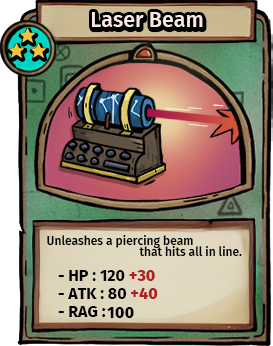 Laser Beam
Unleashes a piercing beam
that hits all in line.
- HP : 120 +30
- ATK : 80 +40
- RAG : 100